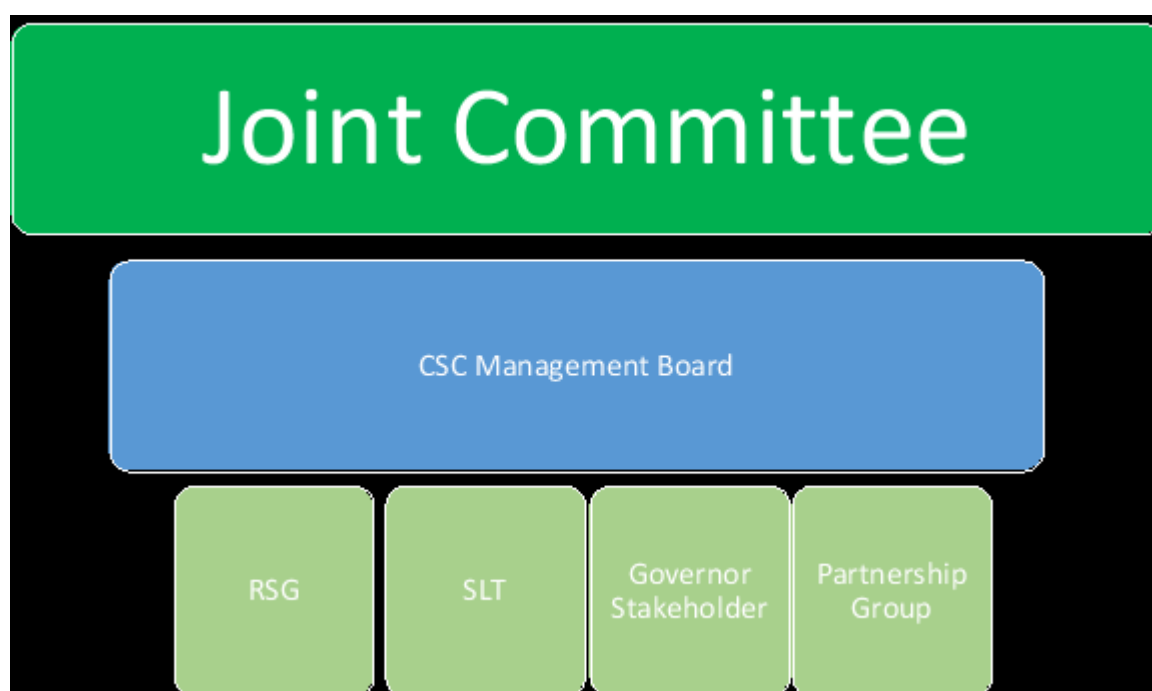 Joint Committee
CSC Management Board
RSG
SLT
Governor
Stakeholder
Partnership
Group